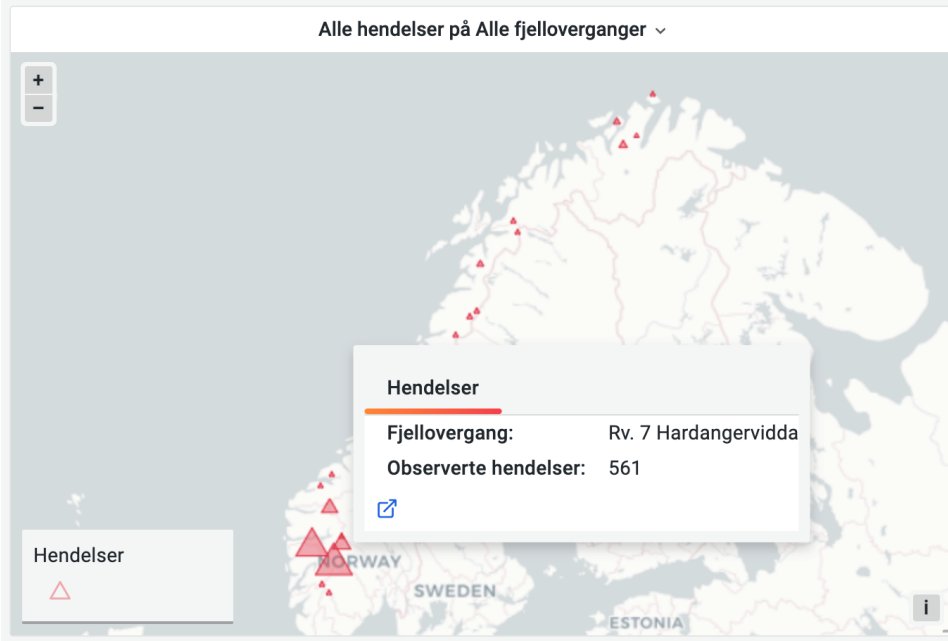 Alle hendelser på Alle fjelloverganger
+
−
Hendelser
Fjellovergang: Rv. 7 Hardangervidda
Observerte hendelser: 561
Hendelser
NORWAY
SWEDEN
ESTONIA
i